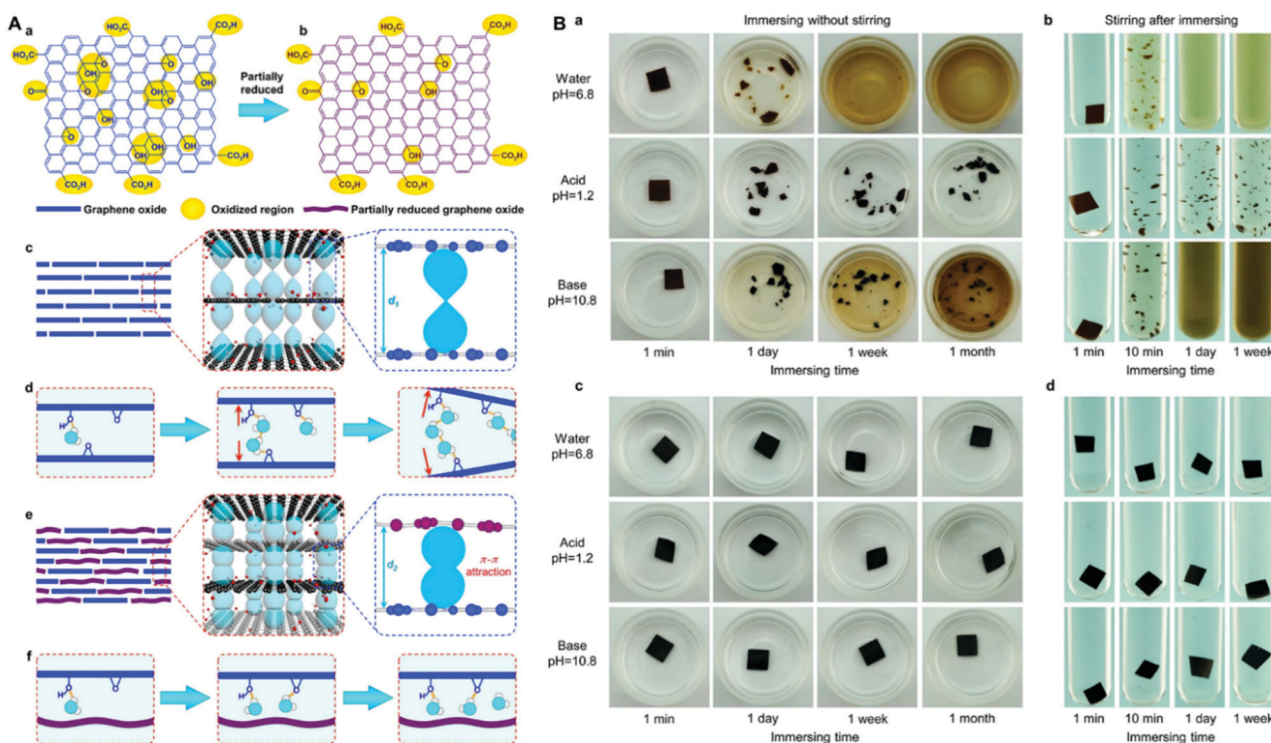 A
a
HO₂C
CO₂H
b
HO₂C
CO₂H
HO₂C
O
OH
O
OH
O
OH
O
O
OH
OH
OH
CO₂H
CO₂H
CO₂H
Partially
reduced
HO₂C
O
O
O
OH
CO₂H
CO₂H
CO₂H
Graphene oxide
Oxidized region
Partially reduced graphene oxide
c
d₁
d
H
O
O
H
O
O
O
H
O
O
O
e
d₂
π-π
attraction
f
H
O
O
H
O
O
H
O
O
B
a
Immersing without stirring
Water
pH=6.8
Acid
pH=1.2
Base
pH=10.8
1 min
1 day
1 week
1 month
Immersing time
b
Stirring after immersing
1 min
10 min
1 day
1 week
Immersing time
c
Water
pH=6.8
Acid
pH=1.2
Base
pH=10.8
1 min
1 day
1 week
1 month
Immersing time
d
1 min
10 min
1 day
1 week
Immersing time